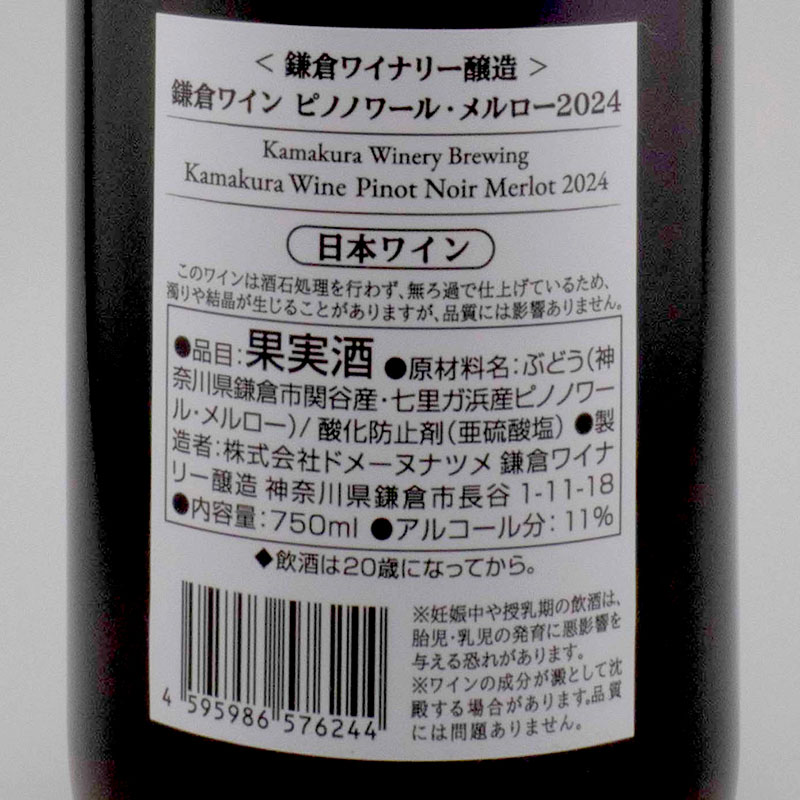 < 鎌倉ワイナリー醸造 >
鎌倉ワイン ピノノワール・メルロー2024
Kamakura Winery Brewing
Kamakura Wine Pinot Noir Merlot 2024
日本ワイン
このワインは酒石処理を行わず、無ろ過で仕上げているため、
濁りや結晶が生じることがありますが、品質には影響ありません。
●品目：果実酒 ●原材料名：ぶどう（神
奈川県鎌倉市関谷産・七里ガ浜産ピノノワー
ル・メルロー）/ 酸化防止剤（亜硫酸塩） ●製
造者：株式会社ドメーヌナツメ 鎌倉ワイナ
リー醸造 神奈川県鎌倉市長谷 1-11-18
●内容量：750ml ●アルコール分：11%
◆飲酒は20歳になってから。
※妊娠中や授乳期の飲酒は、
胎児・乳児の発育に悪影響を
与える恐れがあります。
※ワインの成分が澱として沈
殿する場合があります。品質
には問題ありません。
4 595986 576244